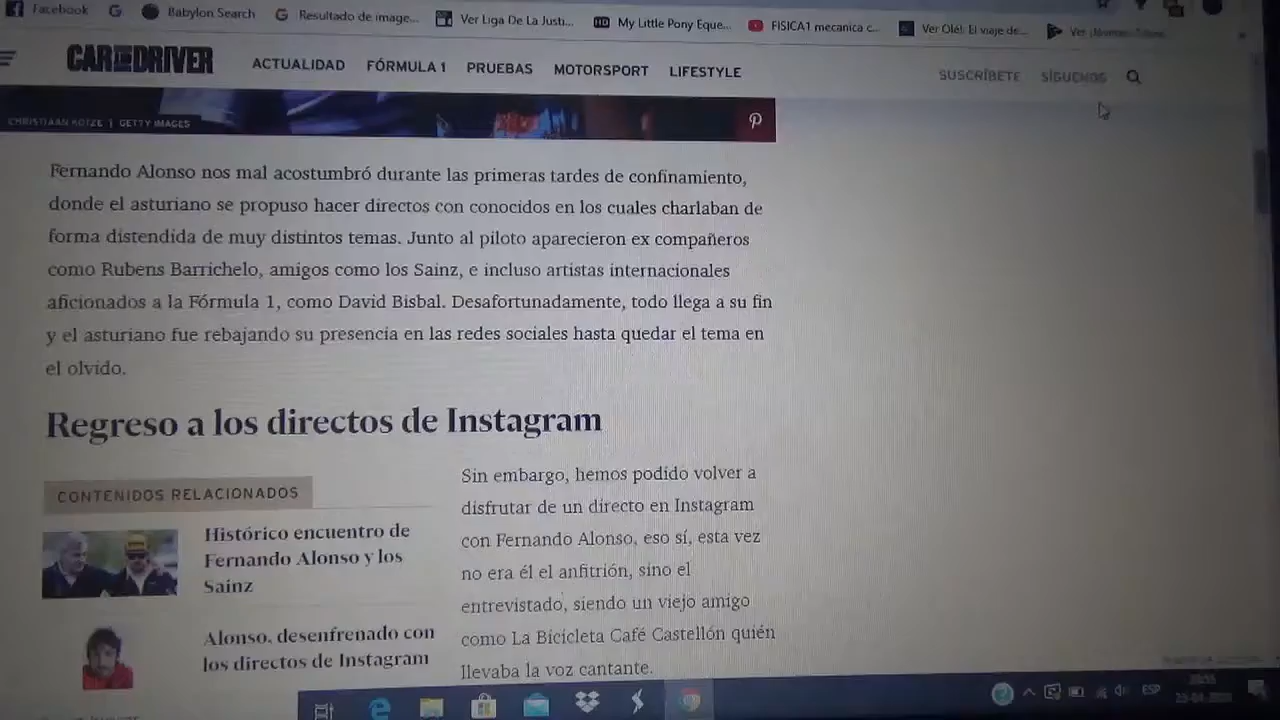 Facebook
Babylon Search
Resultado de image...
Ver Liga De La Justi...
HD My Little Pony Eque...
FISICA1 mecanica c...
Ver Olé! El viaje de...
CAR AND DRIVER
ACTUALIDAD FÓRMULA 1 PRUEBAS MOTORSPORT LIFESTYLE
SUSCRÍBETE SÍGUENOS
CHRISTIAAN KOTZE | GETTY IMAGES
Fernando Alonso nos mal acostumbró durante las primeras tardes de confinamiento,
donde el asturiano se propuso hacer directos con conocidos en los cuales charlaban de
forma distendida de muy distintos temas. Junto al piloto aparecieron ex compañeros
como Rubens Barrichelo, amigos como los Sainz, e incluso artistas internacionales
aficionados a la Fórmula 1, como David Bisbal. Desafortunadamente, todo llega a su fin
y el asturiano fue rebajando su presencia en las redes sociales hasta quedar el tema en
el olvido.
Regreso a los directos de Instagram
CONTENIDOS RELACIONADOS
Histórico encuentro de
Fernando Alonso y los
Sainz
Alonso, desenfrenado con
los directos de Instagram
Sin embargo, hemos podido volver a
disfrutar de un directo en Instagram
con Fernando Alonso, eso sí, esta vez
no era él el anfitrión, sino el
entrevistado, siendo un viejo amigo
como La Bicicleta Café Castellón quién
llevaba la voz cantante.
ESP